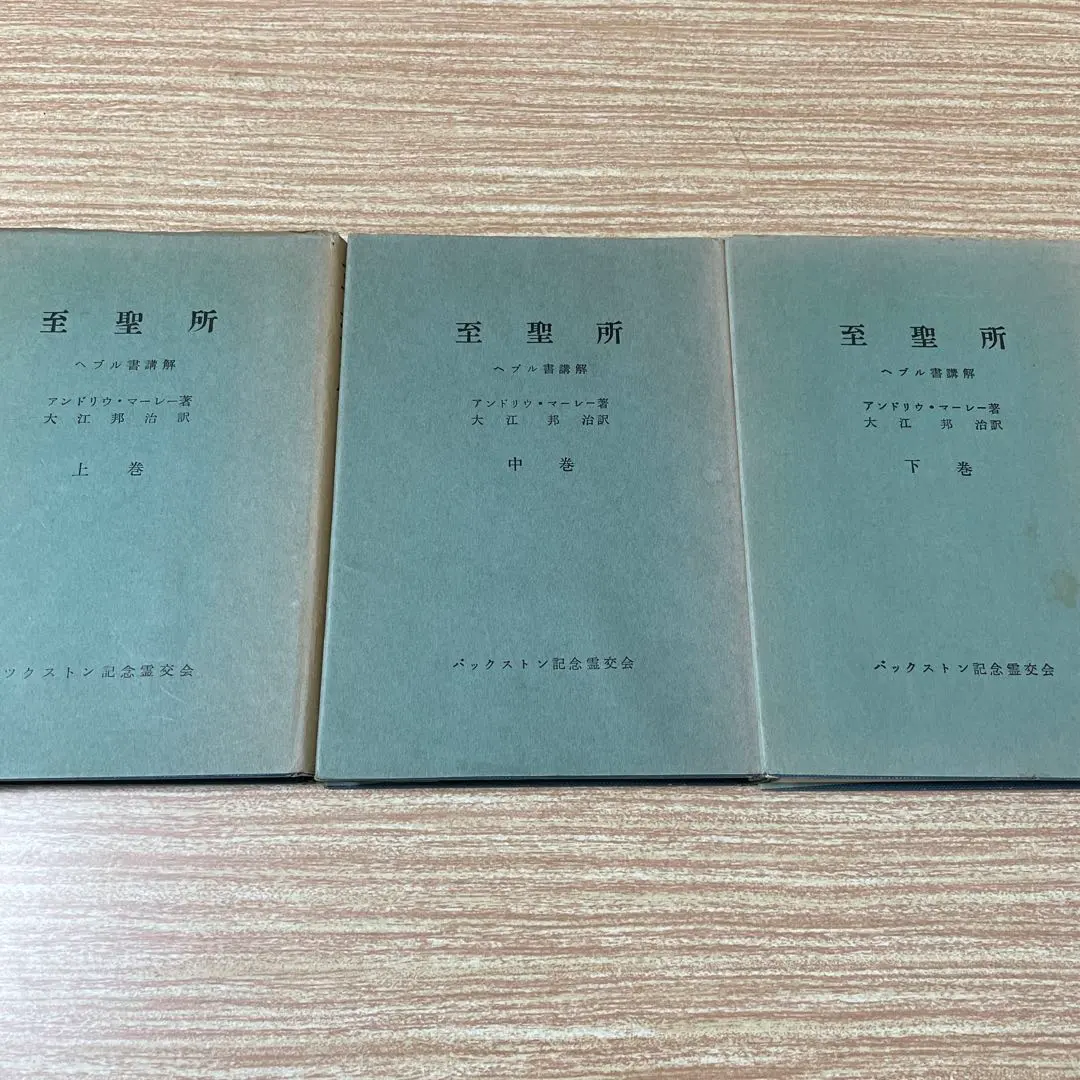 至聖所
ヘブル書講解
アンドリウ・マーレー著
大江邦治訳
上巻
ックストン記念霊交会
至聖所
ヘブル書講解
アンドリウ・マーレー著
大江邦治訳
中巻
バックストン記念霊交会
至聖所
ヘブル書講解
アンドリウ・マーレー著
大江邦治訳
下巻
バックストン記念霊交会